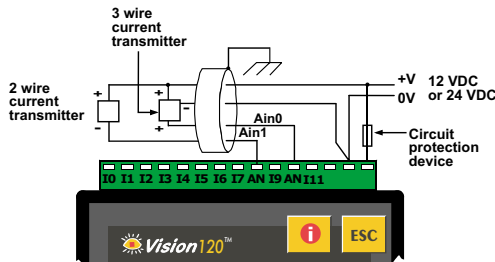 3 wire
current
transmitter
2 wire
current
transmitter
+
+
-
+
-
+V
0V
12 VDC
or 24 VDC
Ain0
Ain1
Circuit
protection
device
I0 I1 I2 I3 I4 I5 I6 I7 AN I9 AN I11
Vision120™
i
ESC